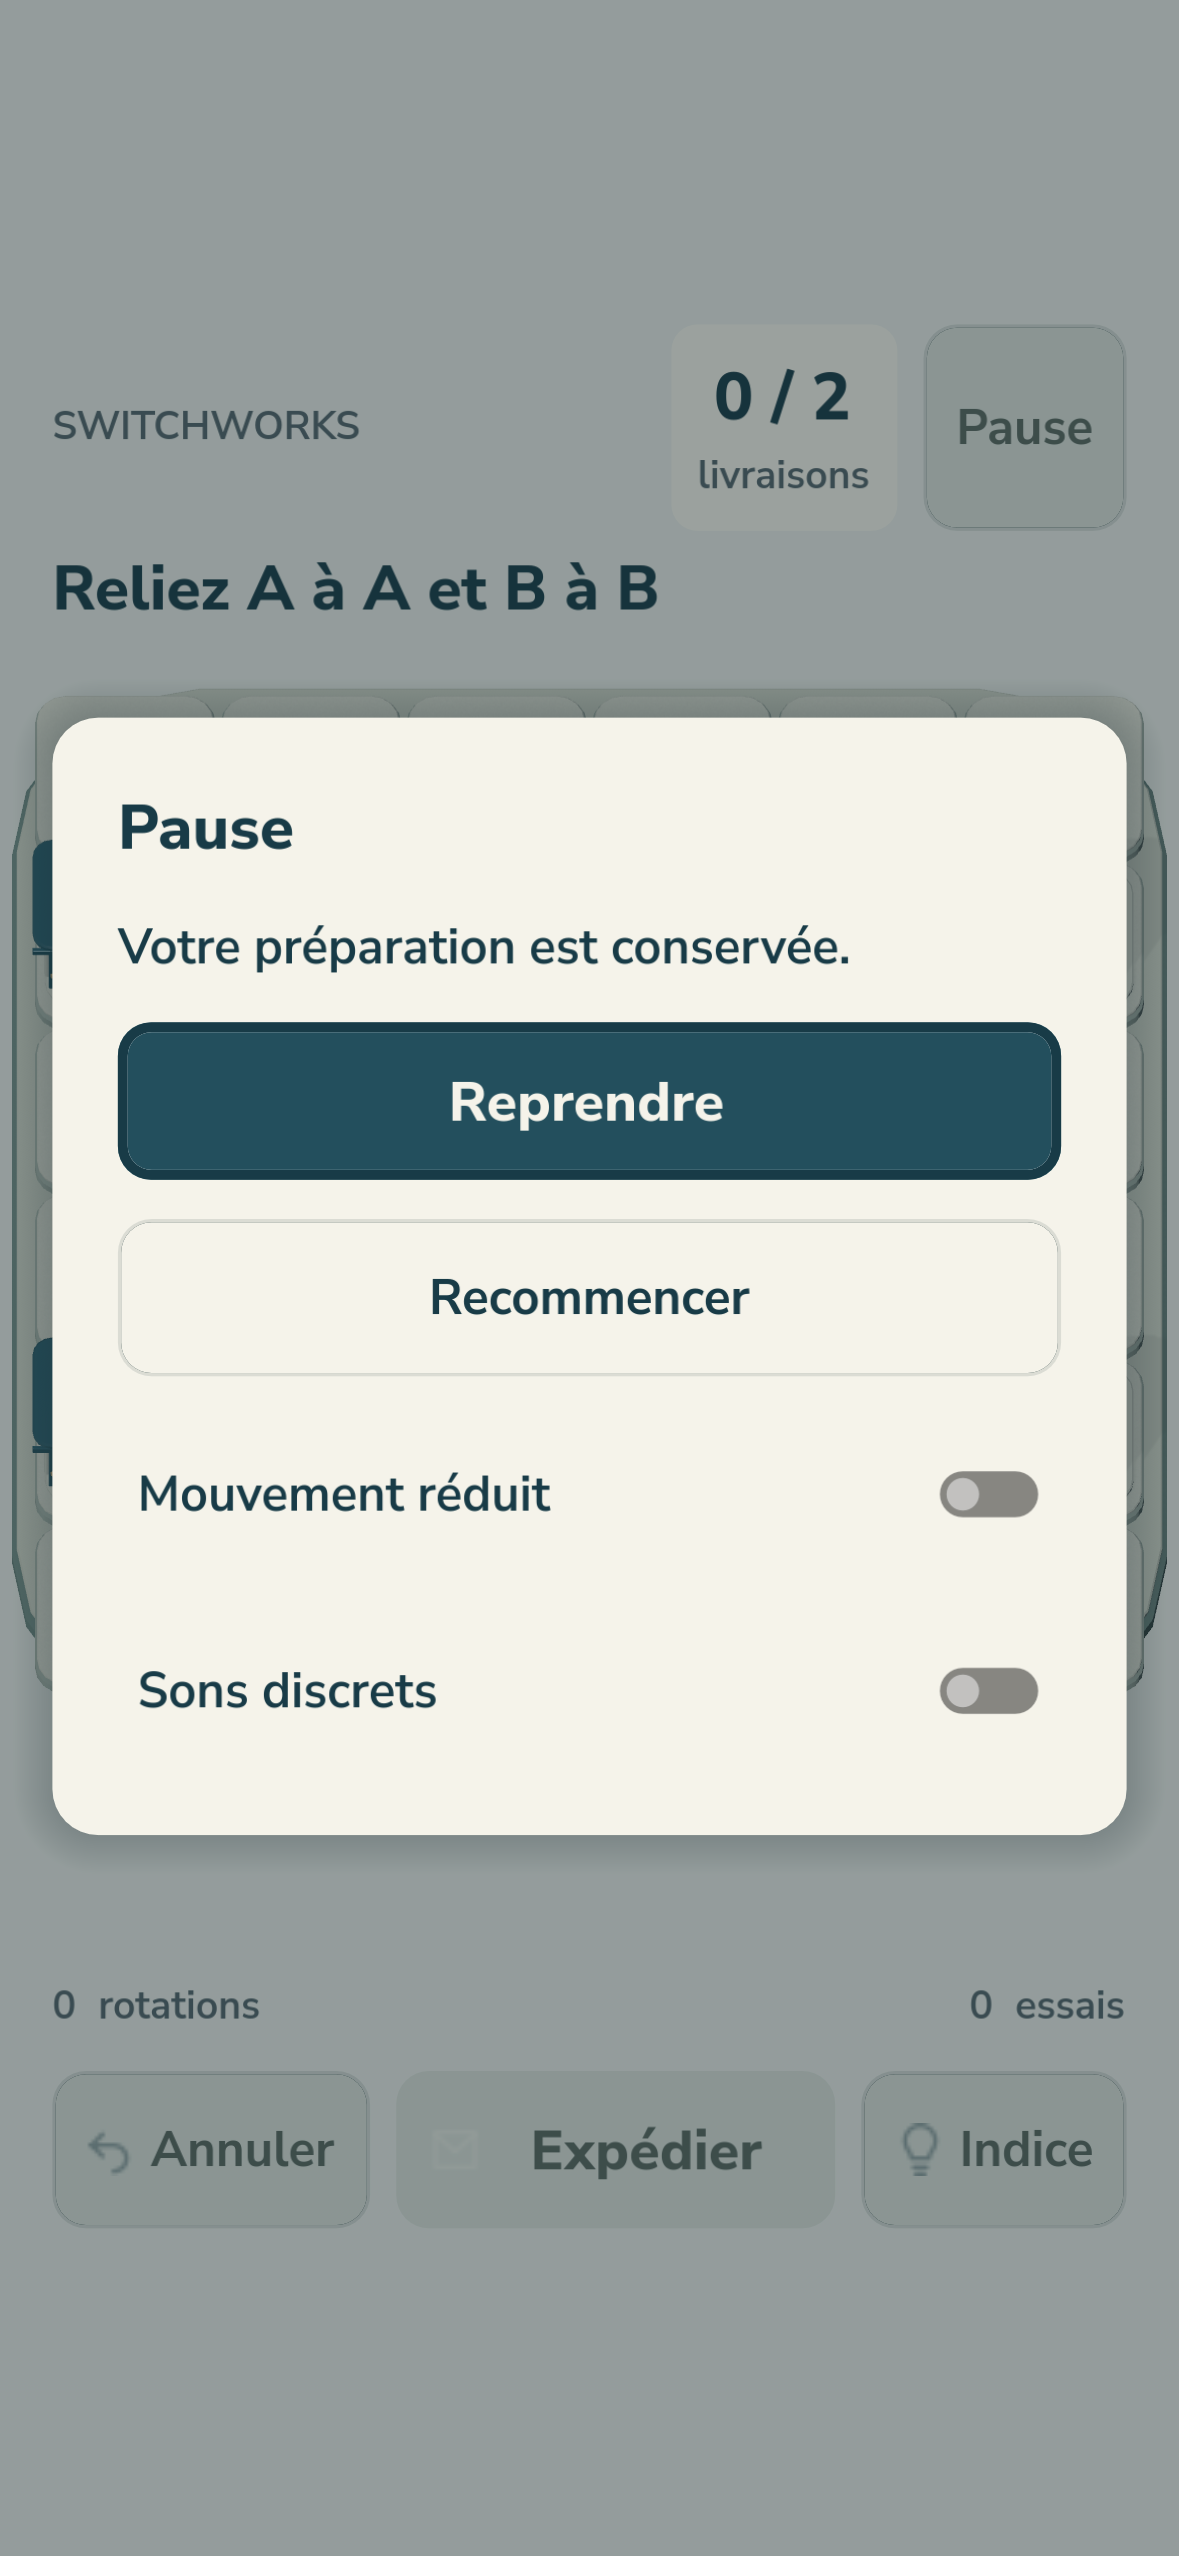 SWITCHWORKS
0 / 2
livraisons
Pause
Reliez A à A et B à B
Pause
Votre préparation est conservée.
Reprendre
Recommencer
Mouvement réduit
Sons discrets
0 rotations
0 essais
Annuler
Expédier
Indice